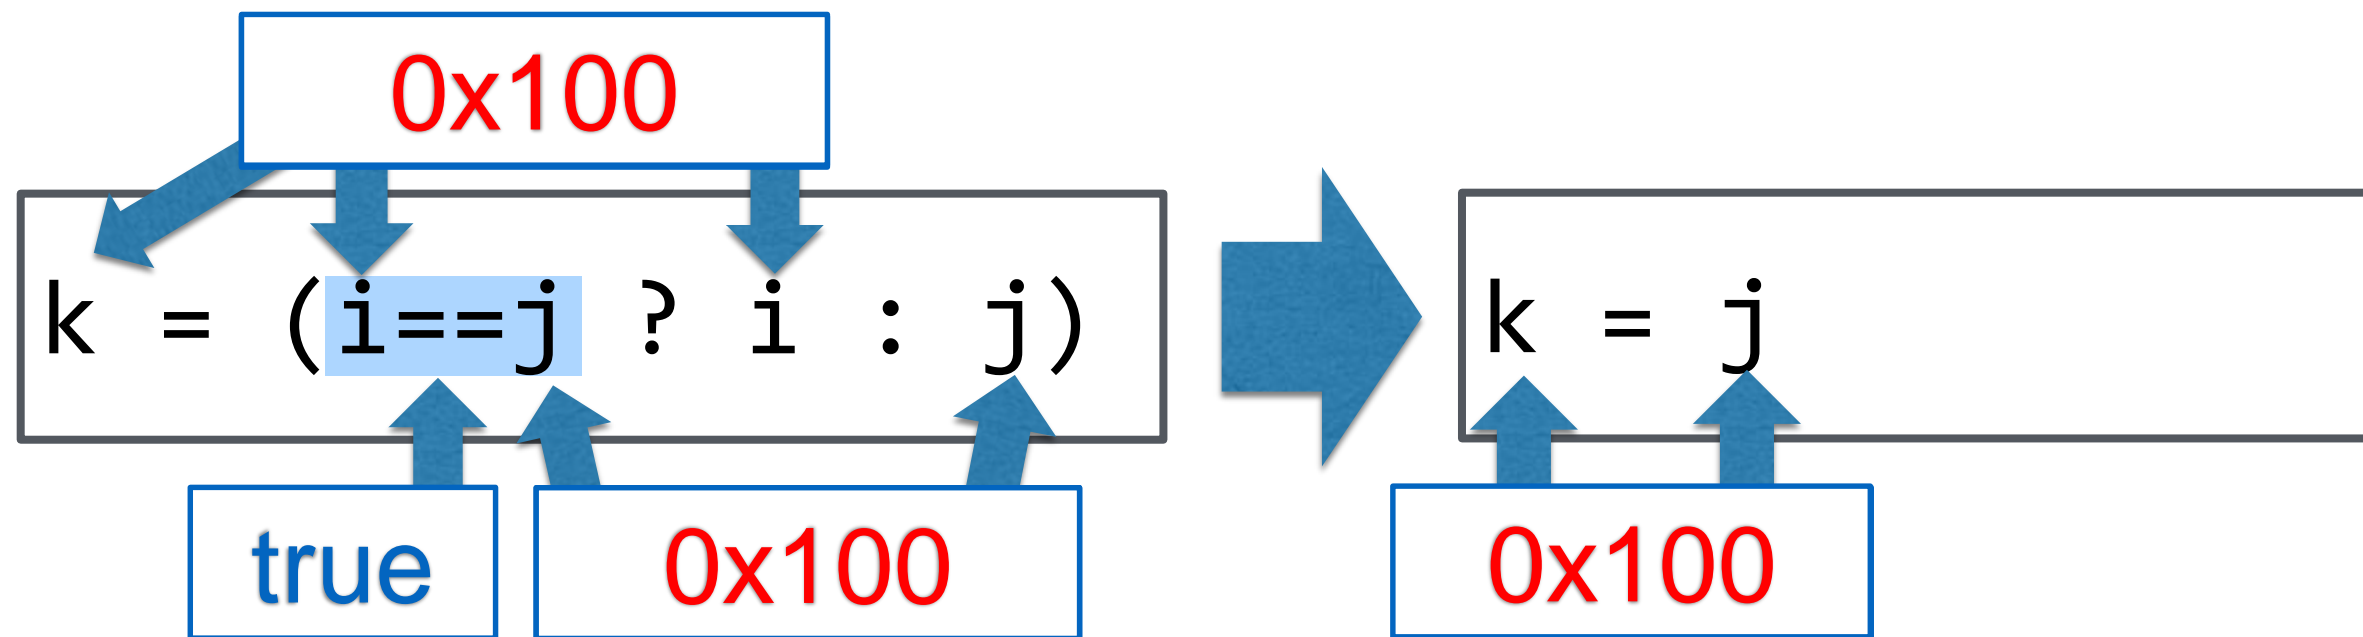 0x100
k = (i==j ? i : j)
k = j
true
0x100
0x100